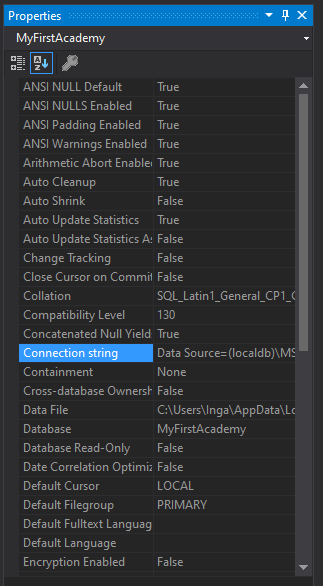 Properties
MyFirstAcademy
ANSI NULL Default True
ANSI NULLS Enabled True
ANSI Padding Enabled True
ANSI Warnings Enabled True
Arithmetic Abort Enabled True
Auto Cleanup True
Auto Shrink False
Auto Update Statistics True
Auto Update Statistics As False
Change Tracking False
Close Cursor on Commit False
Collation SQL_Latin1_General_CP1_C
Compatibility Level 130
Concatenated Null Yields True
Connection string Data Source=(localdb)\MS
Containment None
Cross-database Ownersh False
Data File C:\Users\Inga\AppData\Lo
Database MyFirstAcademy
Database Read-Only False
Date Correlation Optimiz False
Default Cursor LOCAL
Default Filegroup PRIMARY
Default Fulltext Languag
Default Language
Encryption Enabled False